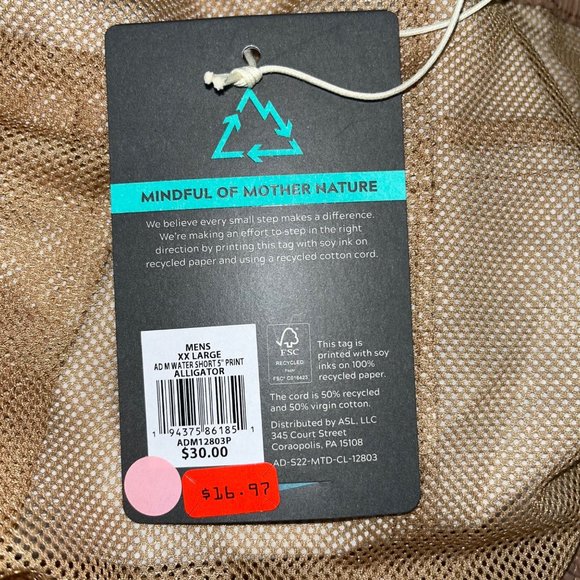 MINDFUL OF MOTHER NATURE
We believe every small step makes a difference.
We're making an effort to step in the right
direction by printing this tag with soy ink on
recycled paper and using a recycled cotton cord.
MENS
XX LARGE
AD M WATER SHORT 5" PRINT
ALLIGATOR
1 94375 86185 1
ADM12803P
$30.00
$16.97
FSC
RECYCLED
Paper
FSC® C016423
This tag is
printed with soy
inks on 100%
recycled paper.
The cord is 50% recycled
and 50% virgin cotton.
Distributed by ASL, LLC
345 Court Street
Coraopolis, PA 15108
AD-S22-MTD-CL-12803